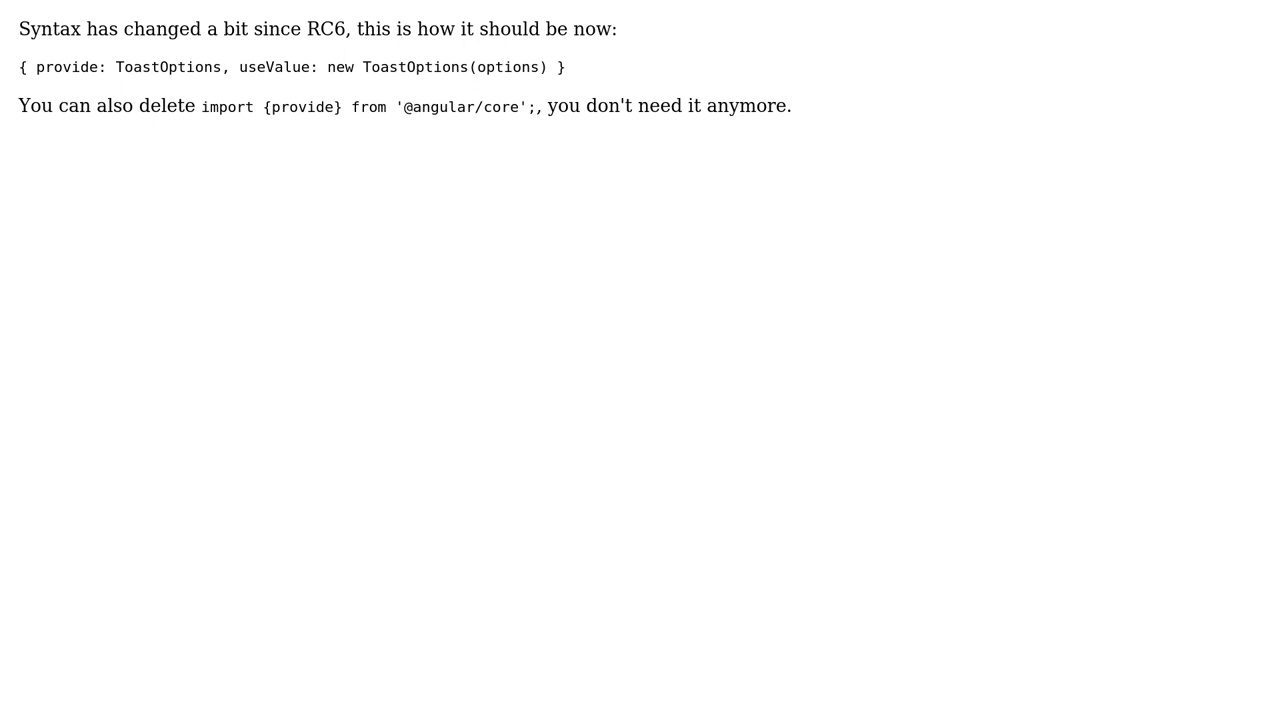 Syntax has changed a bit since RC6, this is how it should be now:
{ provide: ToastOptions, useValue: new ToastOptions(options) }
You can also delete import {provide} from '@angular/core';, you don't need it anymore.